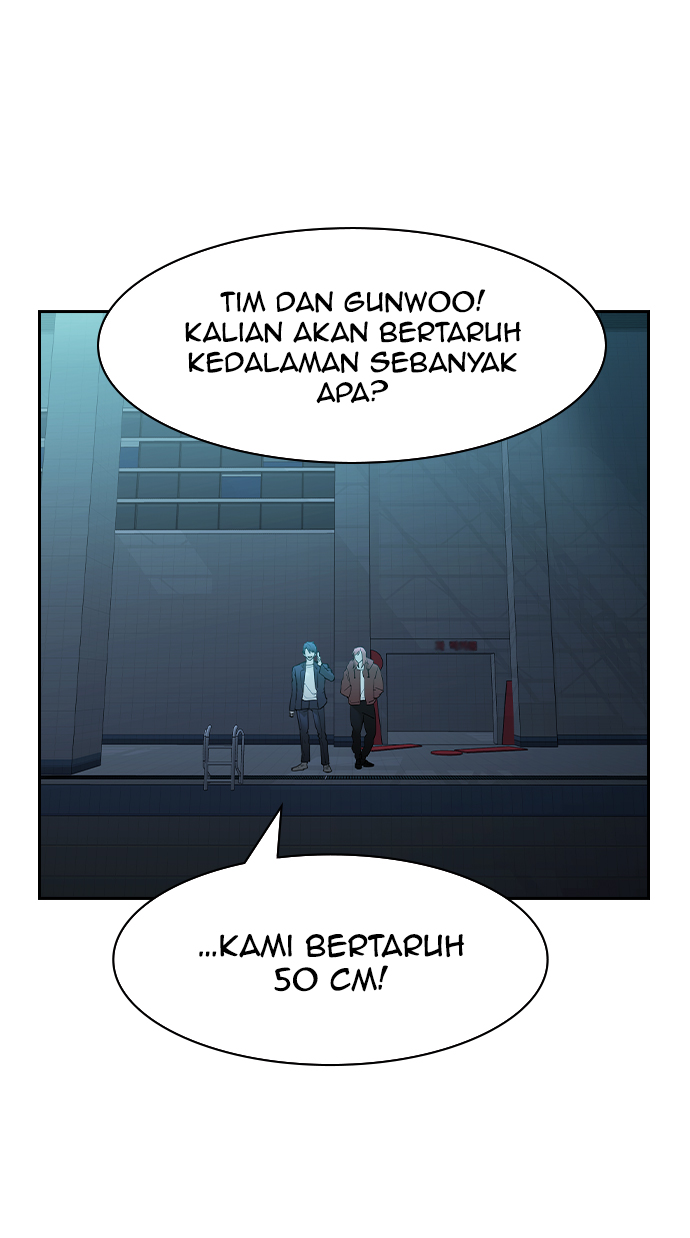 TIM DAN GUNWOO!
KALIAN AKAN BERTARUH
KEDALAMAN SEBANYAK
APA?
...KAMI BERTARUH
50 CM!